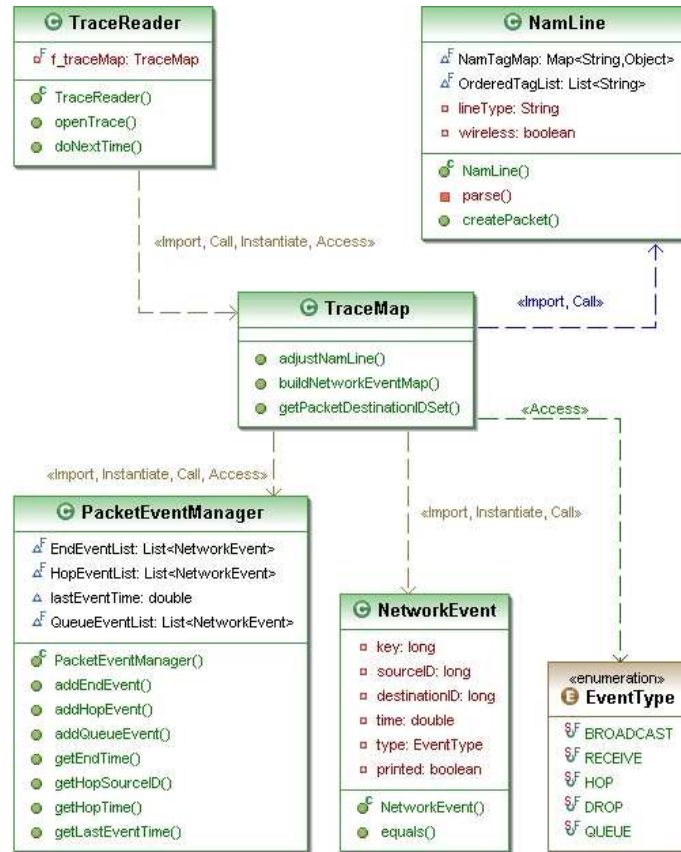 TraceReader
f_traceMap: TraceMap
TraceReader()
openTrace()
doNextTime()
NamLine
NamTagMap: Map<String,Object>
OrderedTagList: List<String>
lineType: String
wireless: boolean
NamLine()
parse()
createPacket()
«Import, Call, Instantiate, Access»
TraceMap
adjustNamLine()
buildNetworkEventMap()
getPacketDestinationIDSet()
«Import, Call»
«Access»
«Import, Instantiate, Call, Access»
«Import, Instantiate, Call»
PacketEventManager
EndEventList: List<NetworkEvent>
HopEventList: List<NetworkEvent>
lastEventTime: double
QueueEventList: List<NetworkEvent>
PacketEventManager()
addEndEvent()
addHopEvent()
addQueueEvent()
getEndTime()
getHopSourceID()
getHopTime()
getLastEventTime()
NetworkEvent
key: long
sourceID: long
destinationID: long
time: double
type: EventType
printed: boolean
NetworkEvent()
equals()
«enumeration»
EventType
BROADCAST
RECEIVE
HOP
DROP
QUEUE